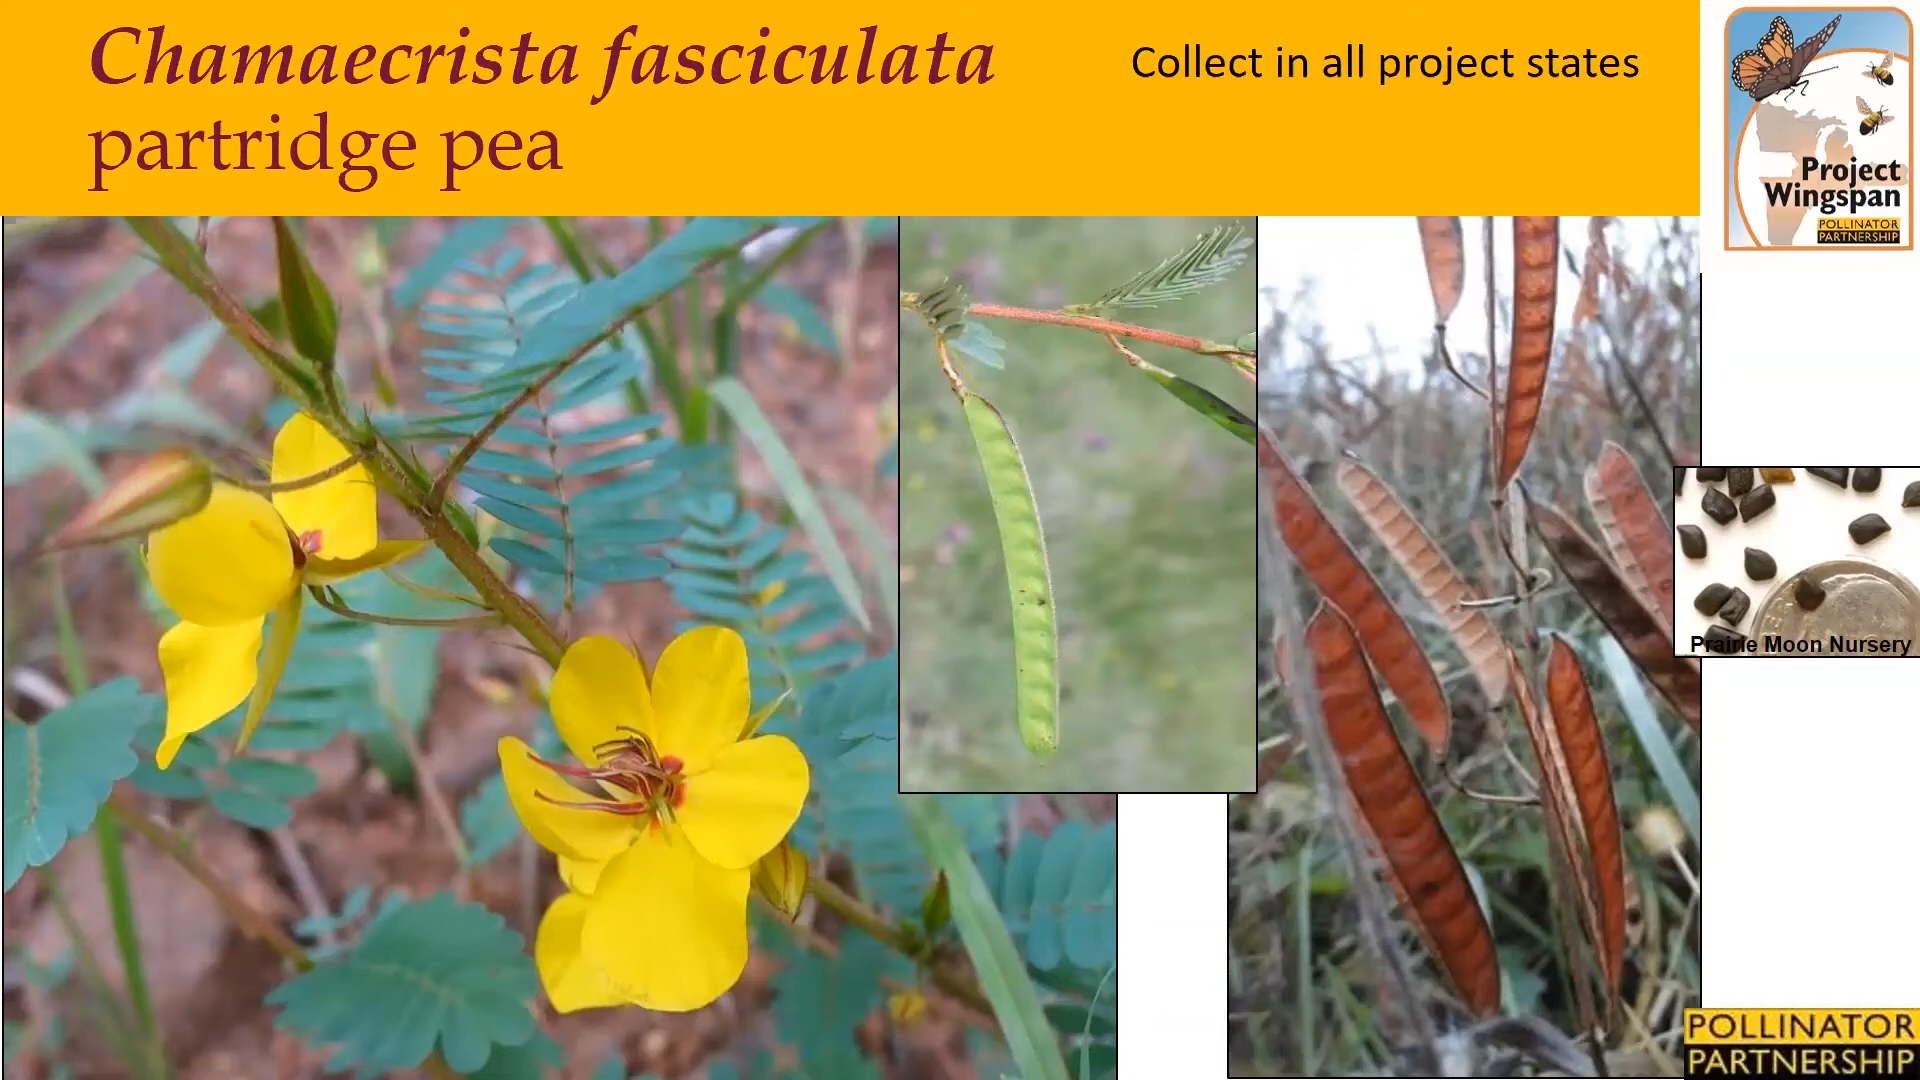 Chamaecrista fasciculata
partridge pea
Collect in all project states
Project
Wingspan
POLLINATOR
PARTNERSHIP
Prairie Moon Nursery
POLLINATOR
PARTNERSHIP